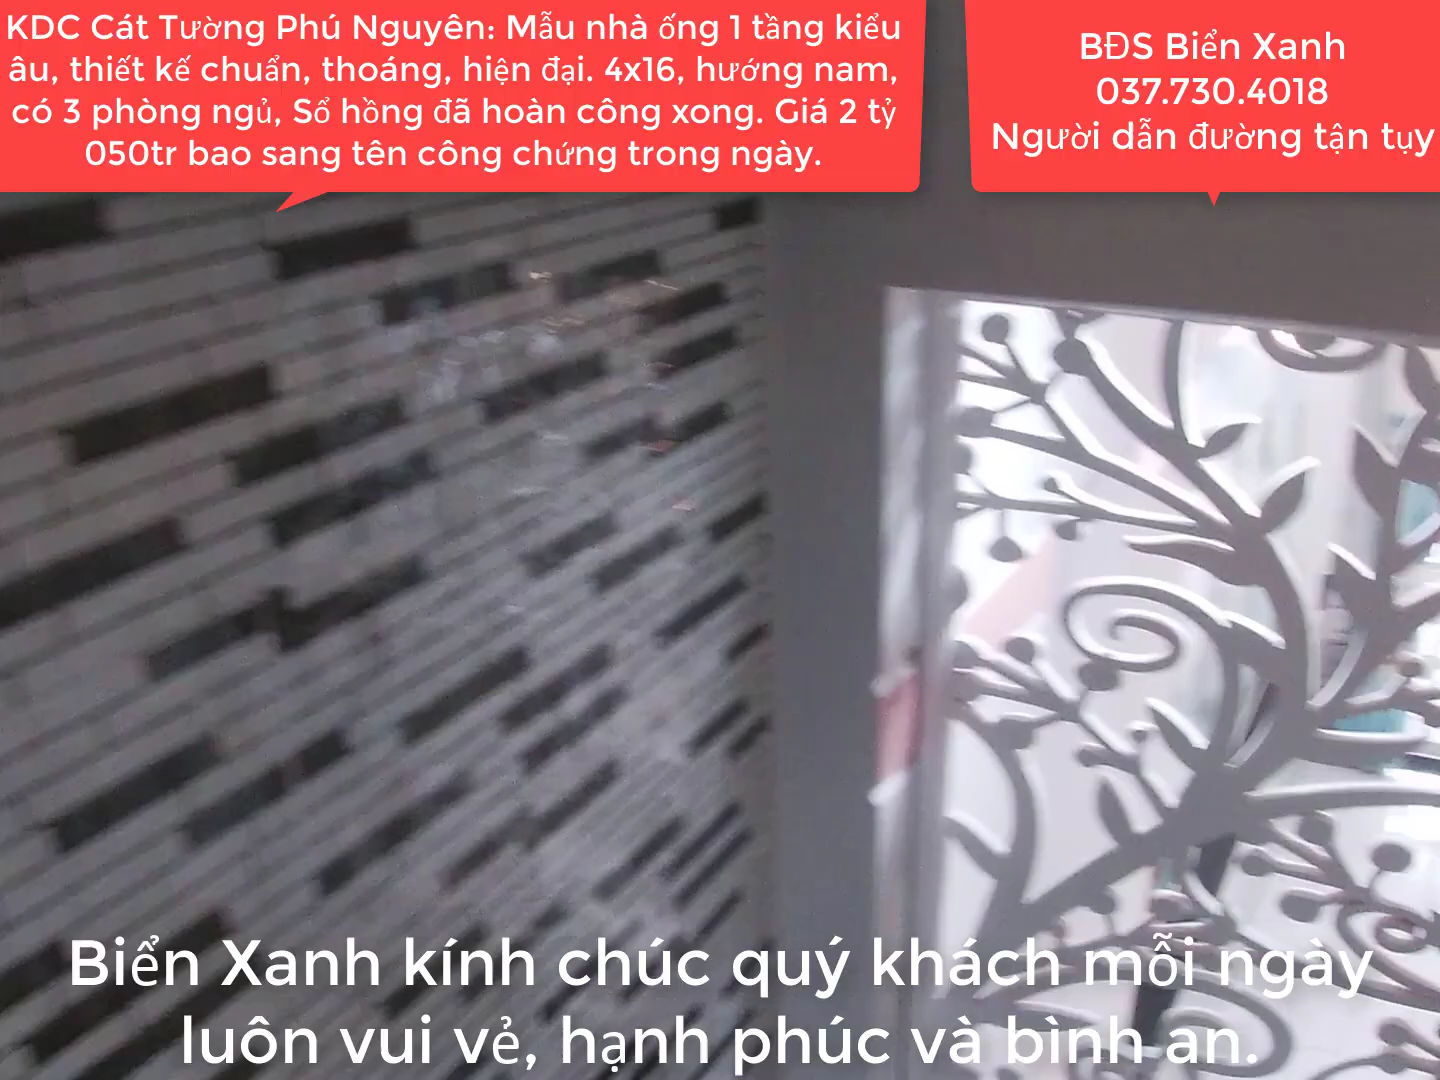 KDC Cát Tường Phú Nguyên: Mẫu nhà ống 1 tầng kiểu
âu, thiết kế chuẩn, thoáng, hiện đại. 4x16, hướng nam,
có 3 phòng ngủ, Sổ hồng đã hoàn công xong. Giá 2 tỷ
050tr bao sang tên công chứng trong ngày.
BĐS Biển Xanh
037.730.4018
Người dẫn đường tận tụy
Biển Xanh kính chúc quý khách mỗi ngày
luôn vui vẻ, hạnh phúc và bình an.